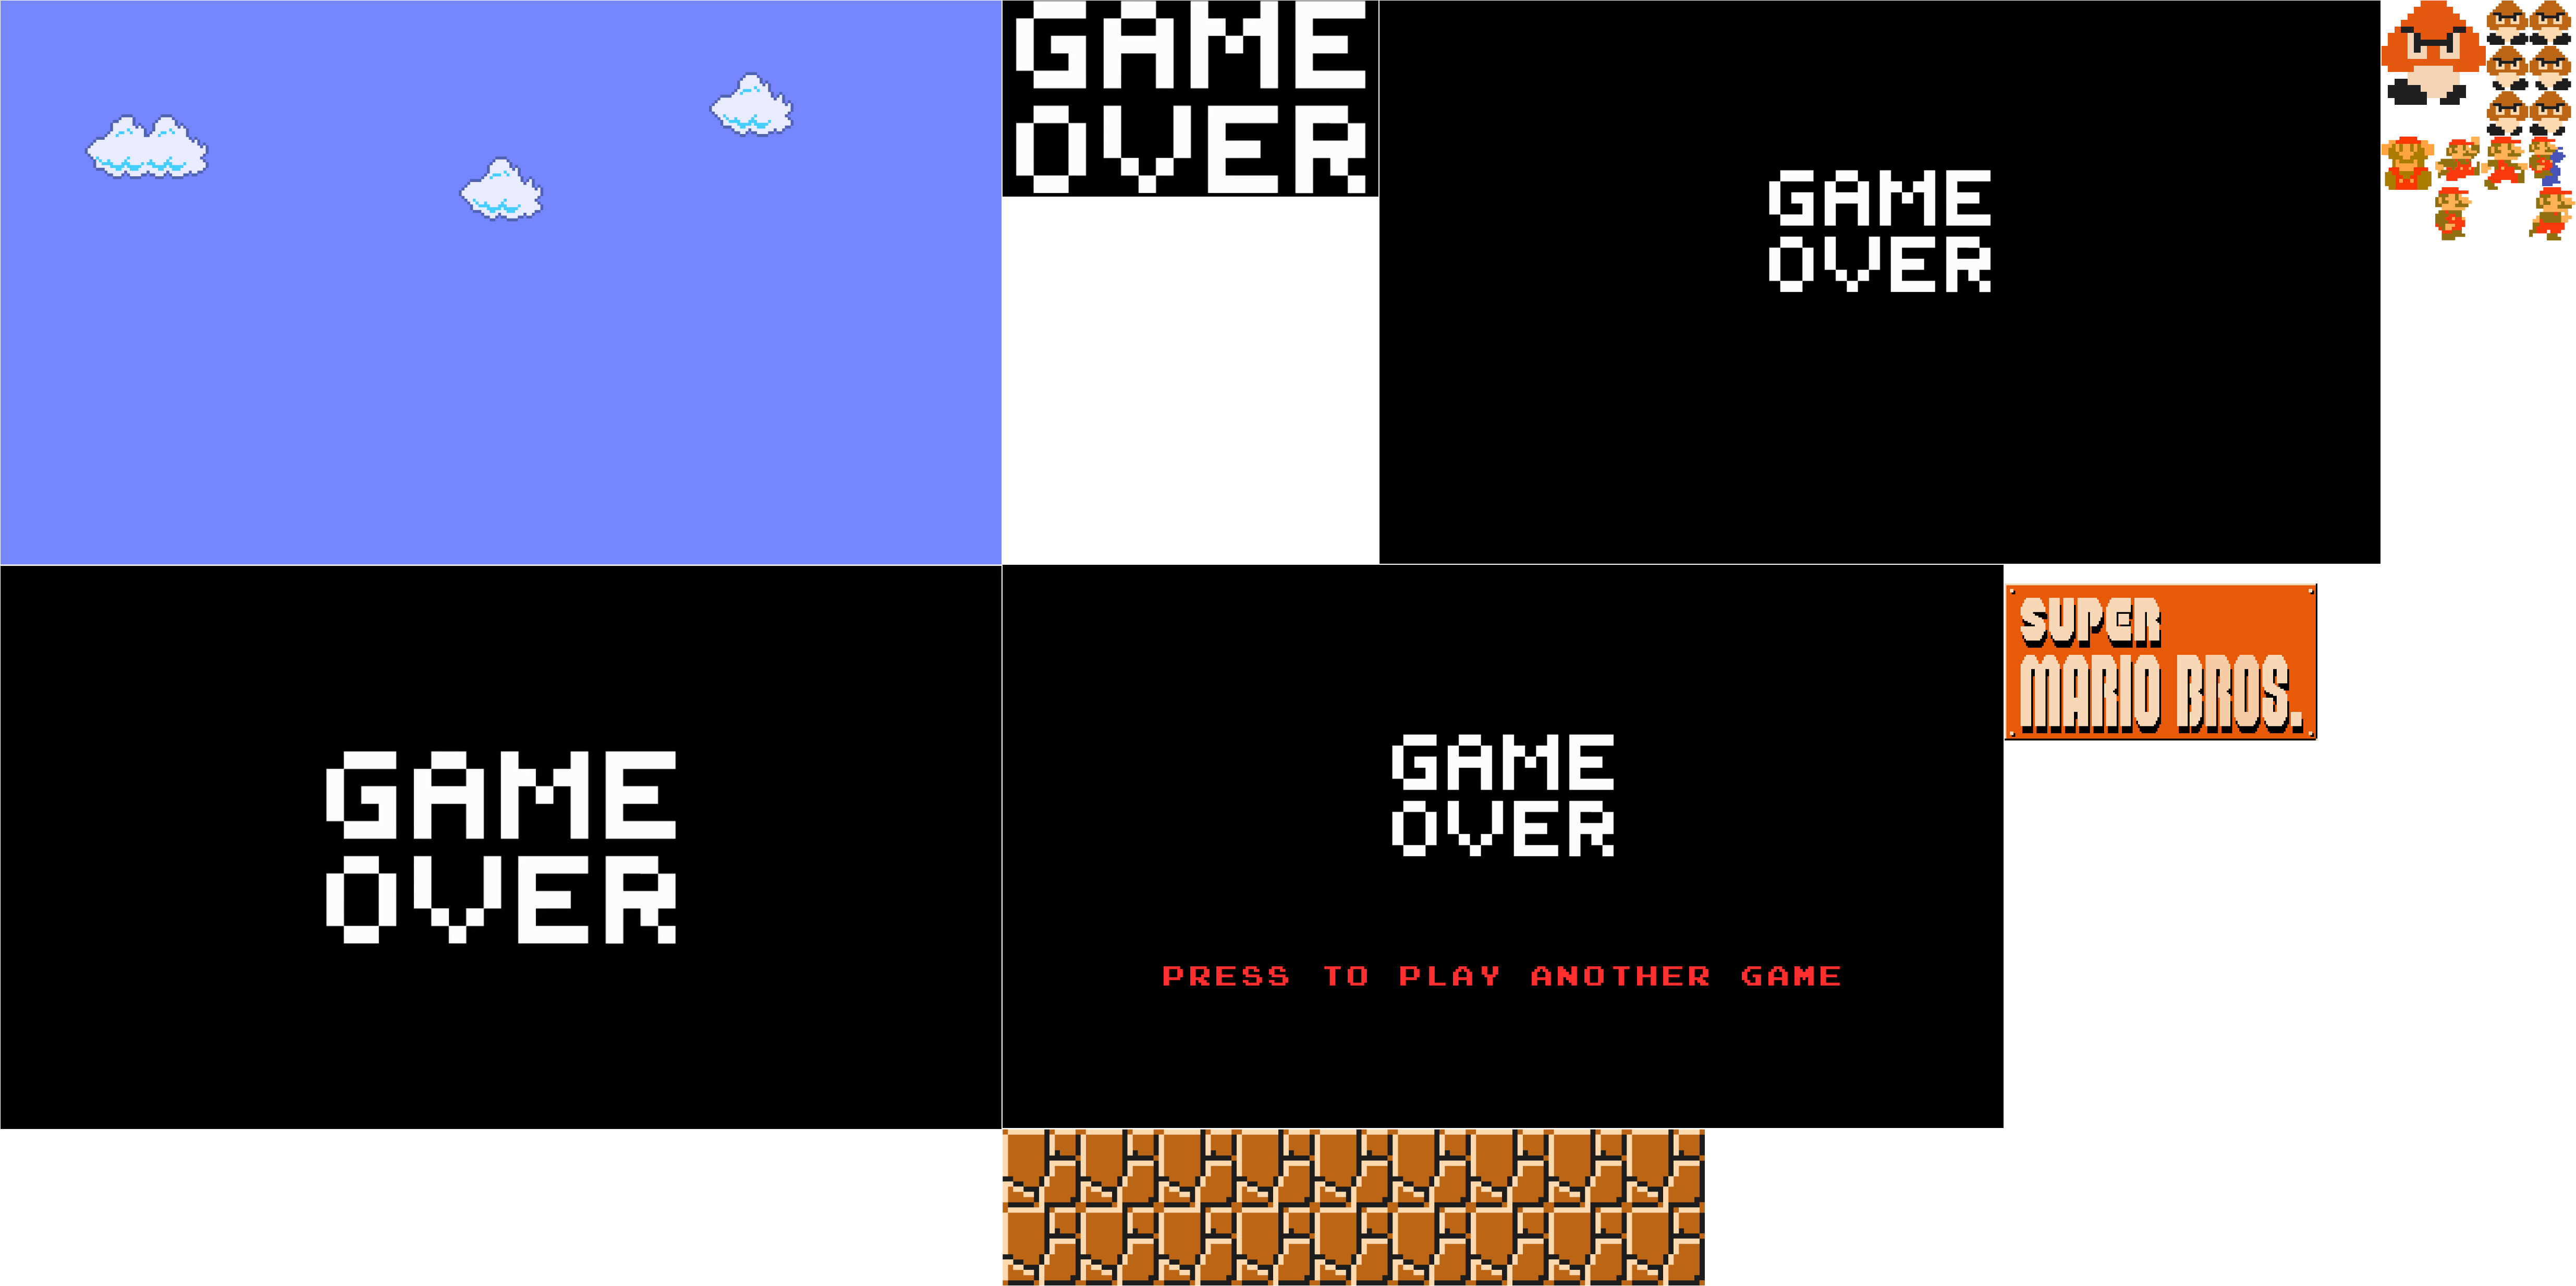 GAME
OVER
GAME
OVER
GAME
OVER
GAME
OVER
PRESS TO PLAY ANOTHER GAME
SUPER
MARIO BROS.